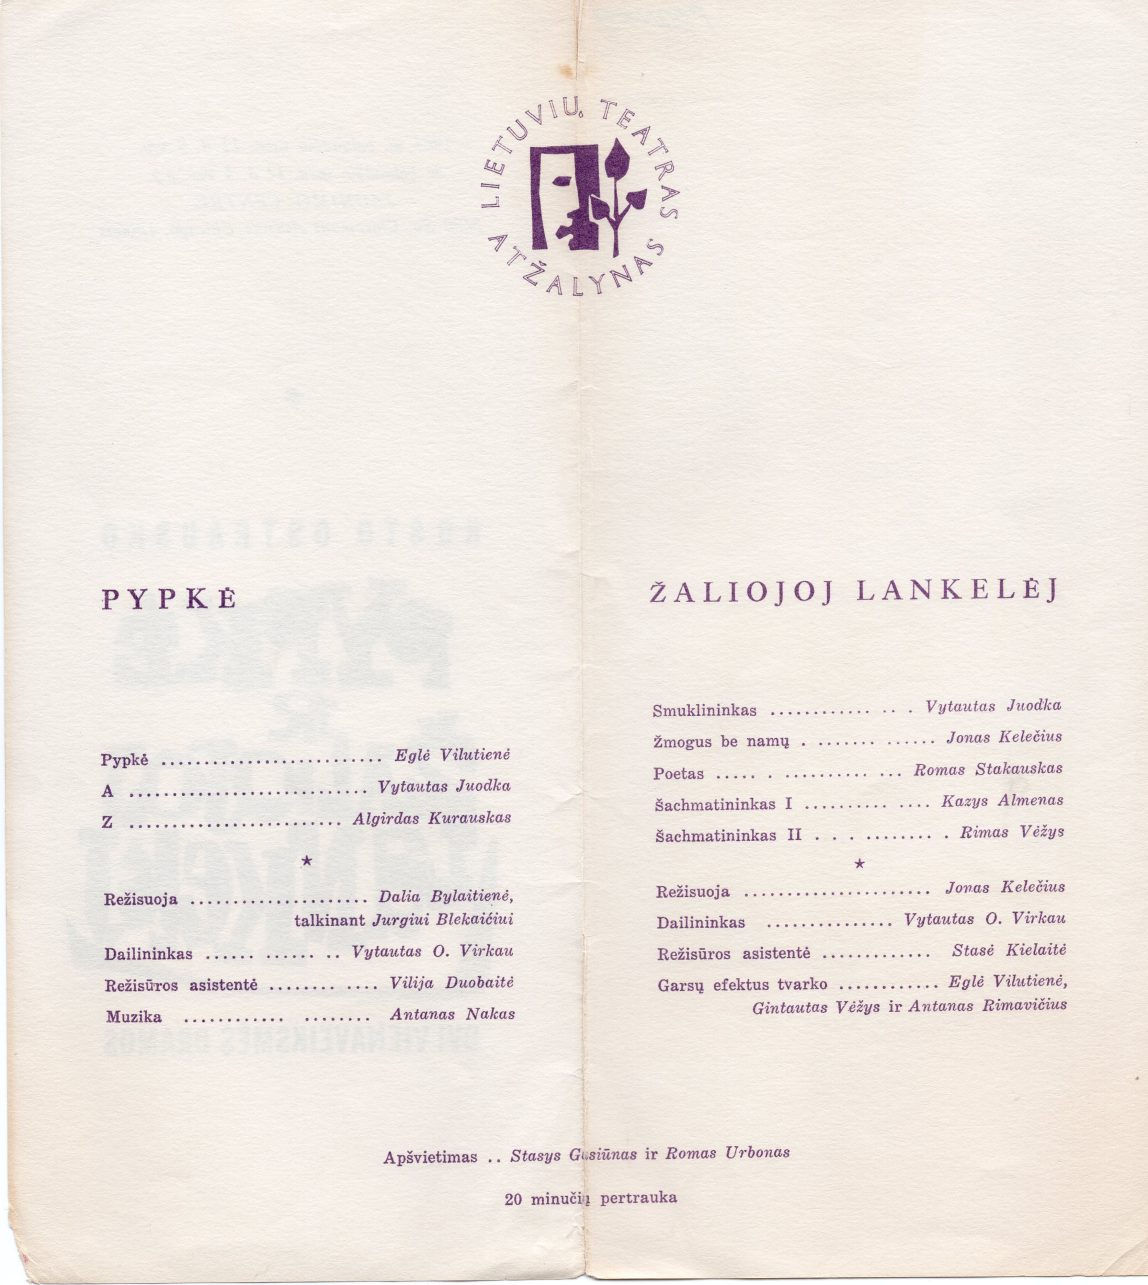 LIETUVIŲ TEATRAS
ATŽALYNAS
PYPKĖ
Pypkė .......................... Eglė Vilutienė
A ............................ Vytautas Juodka
Z ......................... Algirdas Kurauskas
★
Režisuoja ..................... Dalia Bylaitienė,
talkinant Jurgiui Blekaičiui
Dailininkas ...... ...... .. Vytautas O. Virkau
Režisūros asistentė ........ .... Vilija Duobaitė
Muzika ............ ........ Antanas Nakas
ŽALIOJOJ LANKELĖJ
Smuklininkas ............ .. . Vytautas Juodka
Žmogus be namų . ........ ...... Jonas Kelečius
Poetas ..... . .......... ... Romas Stakauskas
Šachmatininkas I .......... .... Kazys Almenas
Šachmatininkas II . . . ......... . Rimas Vėžys
★
Režisuoja ...................... Jonas Kelečius
Dailininkas ............... Vytautas O. Virkau
Režisūros asistentė ............. Stasė Kielaitė
Garsų efektus tvarko ............ Eglė Vilutienė,
Gintautas Vėžys ir Antanas Rimavičius
Apšvietimas .. Stasys Gasiūnas ir Romas Urbonas
20 minučių pertrauka